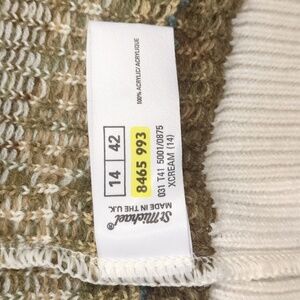 100% ACRYLIC/ACRYLIQUE
14 42
8465 993
031 T41 5001/0875
XCREAM (14)
St Michael®
MADE IN THE U.K.